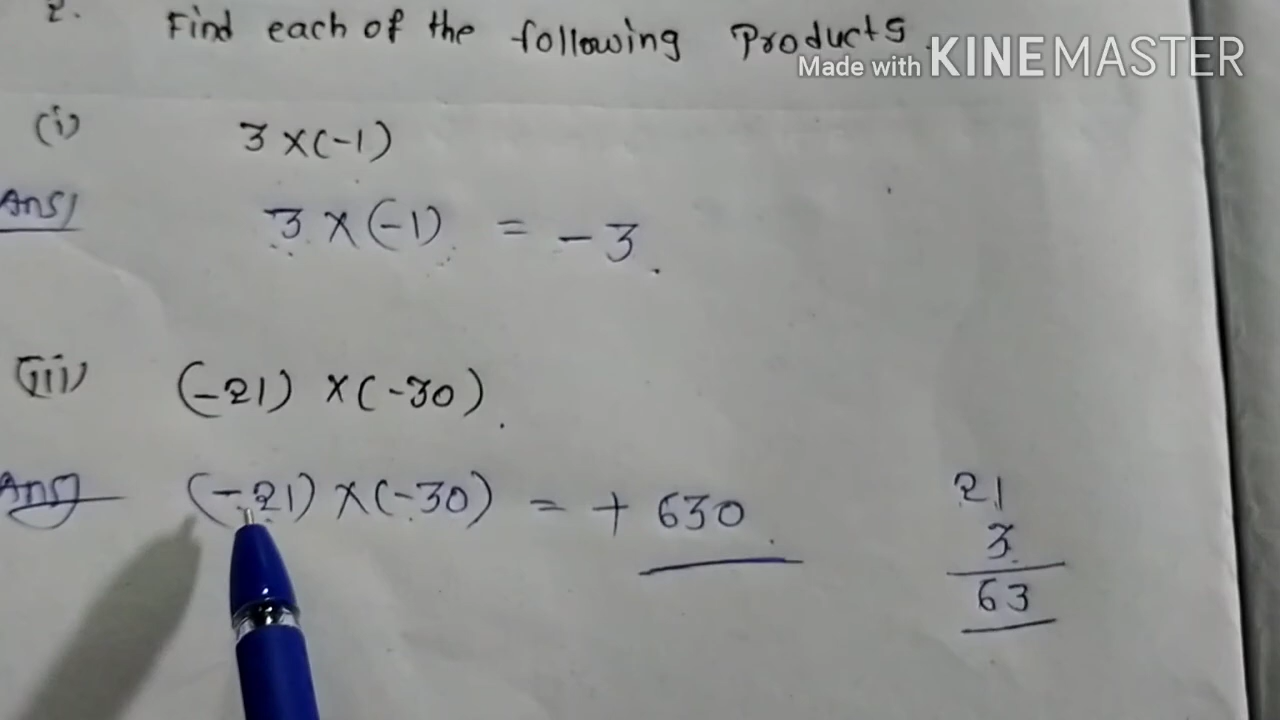 2. Find each of the following Products.
Made with KINEMASTER
(i) 3 x(-1)
Ans) 3 x (-1) = -3.
(iii) (-21) x (-30).
Ans) (-21) x (-30) = + 630.
21
3
63